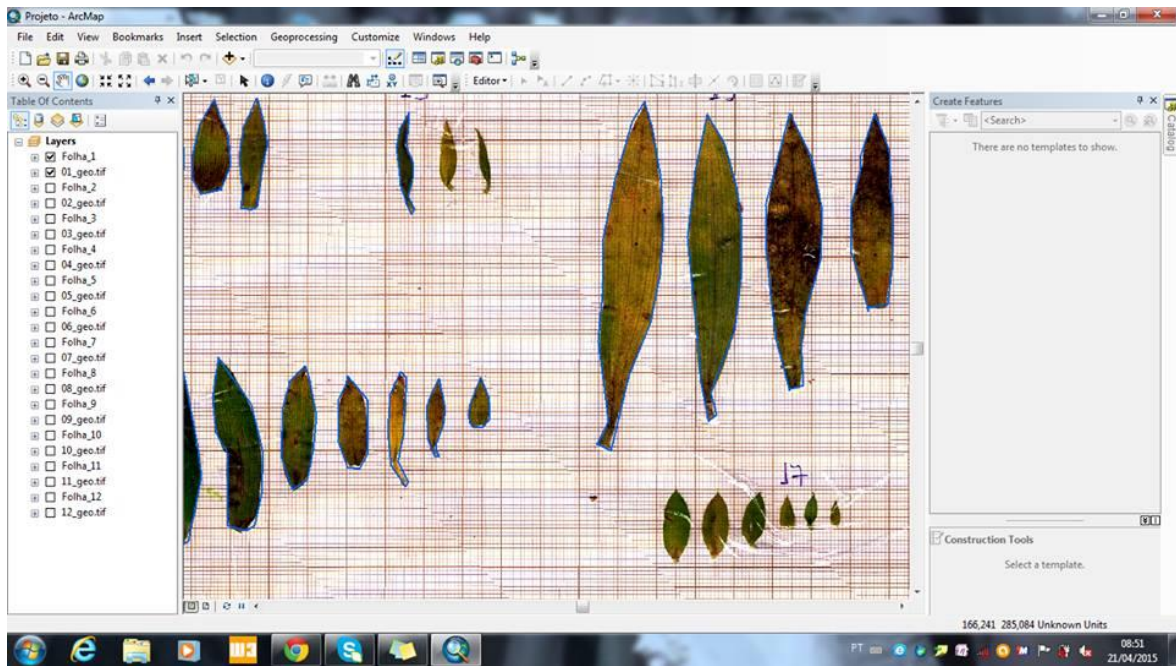 Projeto - ArcMap
File Edit View Bookmarks Insert Selection Geoprocessing Customize Windows Help
Editor
Table Of Contents
Layers
Folha_1
01_geo.tif
Folha_2
02_geo.tif
Folha_3
03_geo.tif
Folha_4
04_geo.tif
Folha_5
05_geo.tif
Folha_6
06_geo.tif
Folha_7
07_geo.tif
Folha_8
08_geo.tif
Folha_9
09_geo.tif
Folha_10
10_geo.tif
Folha_11
11_geo.tif
Folha_12
12_geo.tif
17
Create Features
<Search>
There are no templates to show.
Catalog
Construction Tools
Select a template.
166,241 285,084 Unknown Units
PT
08:51
21/04/2015